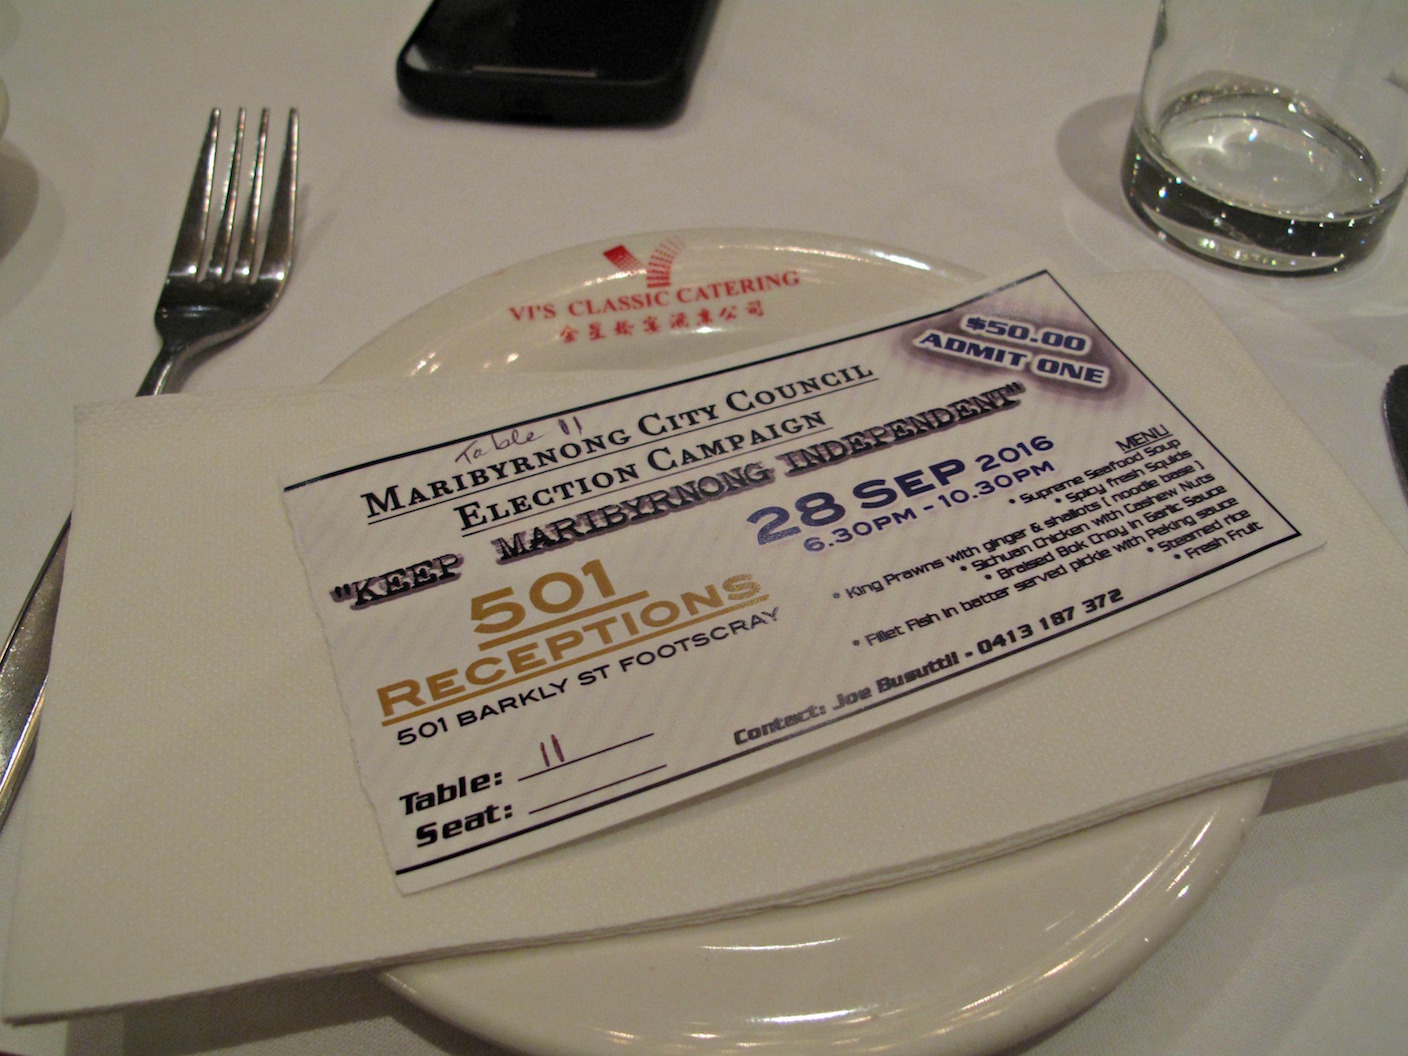 VI'S CLASSIC CATERING
金星
公司
$50.00
ADMIT ONE
Table 11
MARIBYRNONG CITY COUNCIL
ELECTION CAMPAIGN
"KEEP MARIBYRNONG INDEPENDENT"
28 SEP 2016
6.30PM - 10.30PM
501
RECEPTIONS
501 BARKLY ST FOOTSCRAY
MENU
* Supreme Seafood Soup
* Spicy fresh Squids
* King Prawns with ginger & shallots [ noodle base ]
* Sichuan Chicken with Cashew Nuts
* Braised Bok Choy in Garlic Sauce
* Fillet Fish in batter served pickle with Peking sauce
* Steamed rice
* Fresh Fruit
Table: 11
Seat:
Contact: Joe Busuttil - 0413 187 372